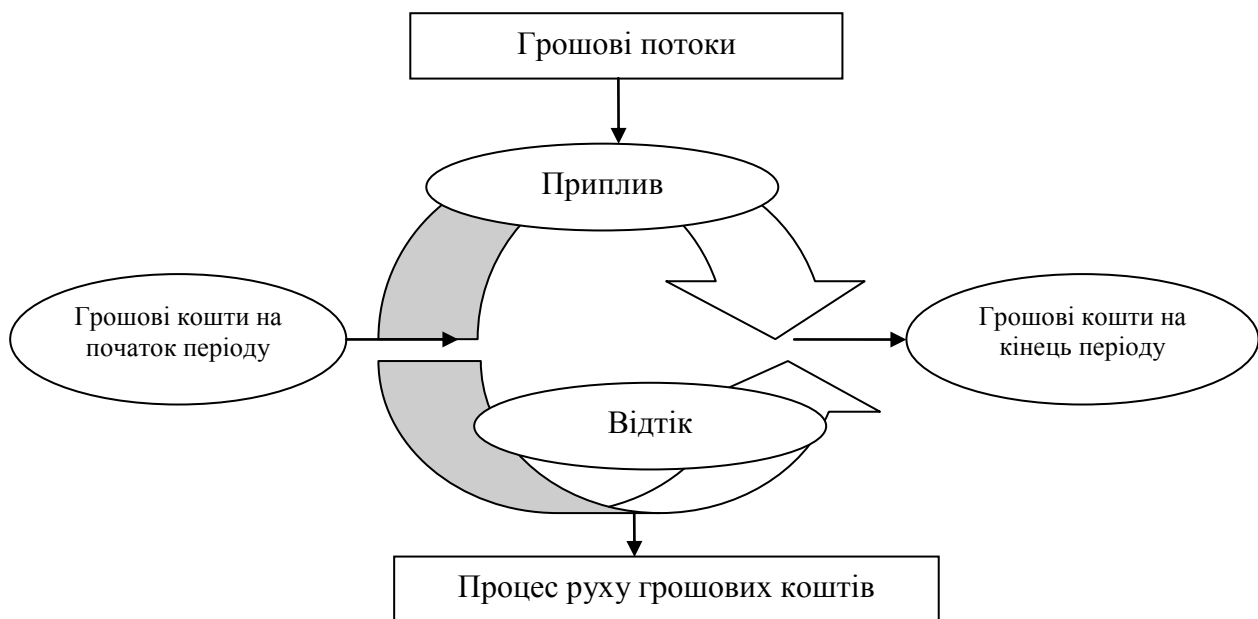 Грошові потоки
Приплив
Грошові кошти на
початок періоду
Грошові кошти на
кінець періоду
Відтік
Процес руху грошових коштів